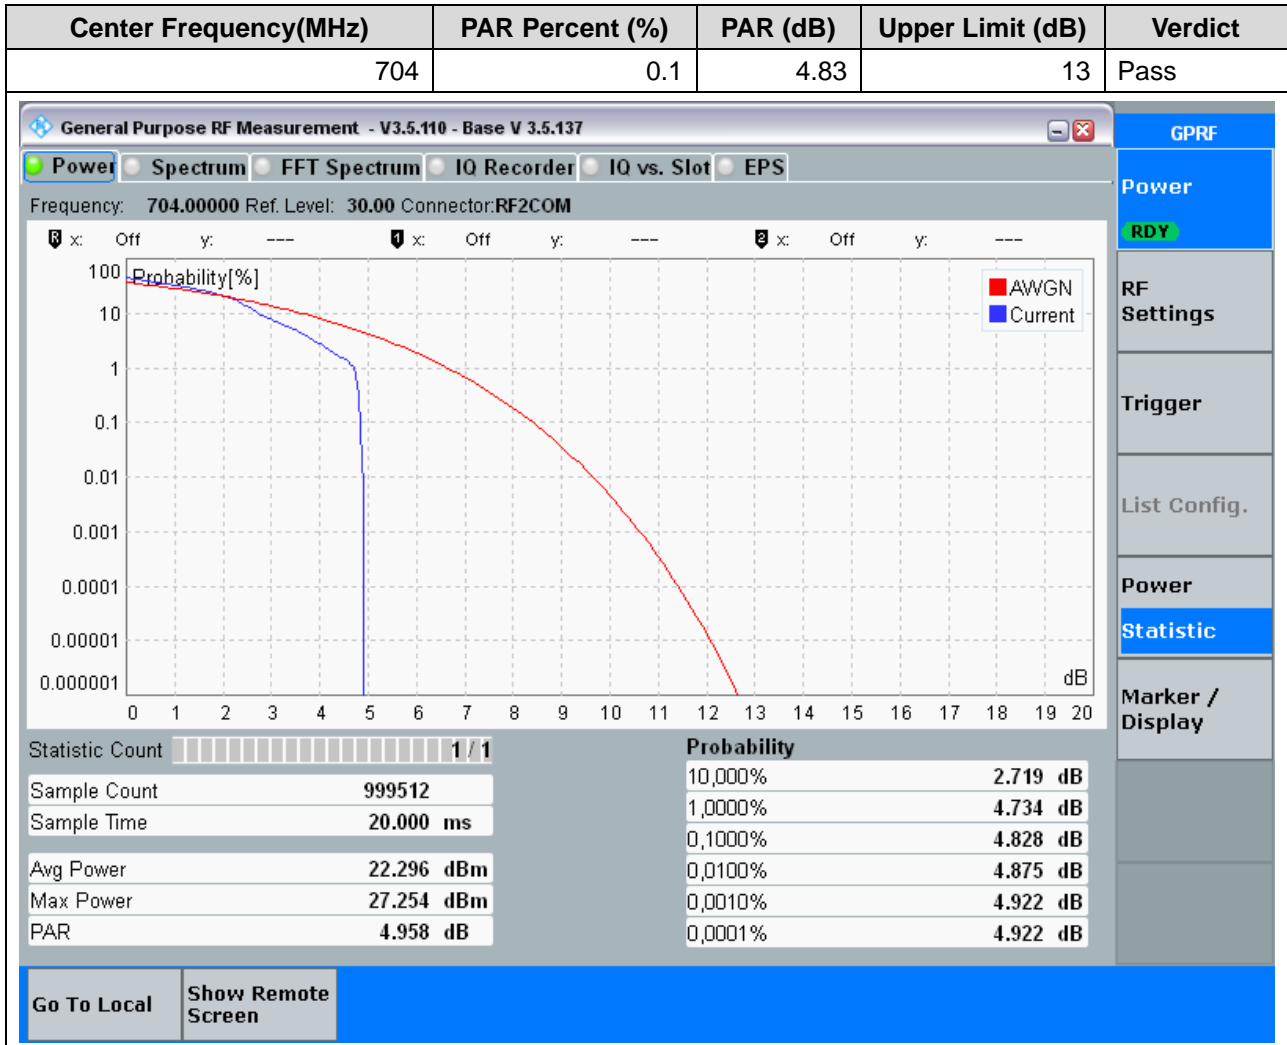 Center Frequency(MHz) PAR Percent (%) PAR (dB) Upper Limit (dB) Verdict
704 0.1 4.83 13 Pass
General Purpose RF Measurement - V3.5.110 - Base V 3.5.137
GPRF
Power Spectrum FFT Spectrum IQ Recorder IQ vs. Slot EPS
Frequency: 704.00000 Ref. Level: 30.00 Connector:RF2COM
R x: Off y: --- 1 x: Off y: --- 2 x: Off y: ---
Probability[%]
AWGN
Current
100
10
1
0.1
0.01
0.001
0.0001
0.00001
0.000001
dB
0 1 2 3 4 5 6 7 8 9 10 11 12 13 14 15 16 17 18 19 20
Statistic Count 1 / 1
Sample Count 999512
Sample Time 20.000 ms
Avg Power 22.296 dBm
Max Power 27.254 dBm
PAR 4.958 dB
Probability
10,000% 2.719 dB
1,0000% 4.734 dB
0,1000% 4.828 dB
0,0100% 4.875 dB
0,0010% 4.922 dB
0,0001% 4.922 dB
Power
RDY
RF
Settings
Trigger
List Config.
Power
Statistic
Marker /
Display
Go To Local
Show Remote
Screen